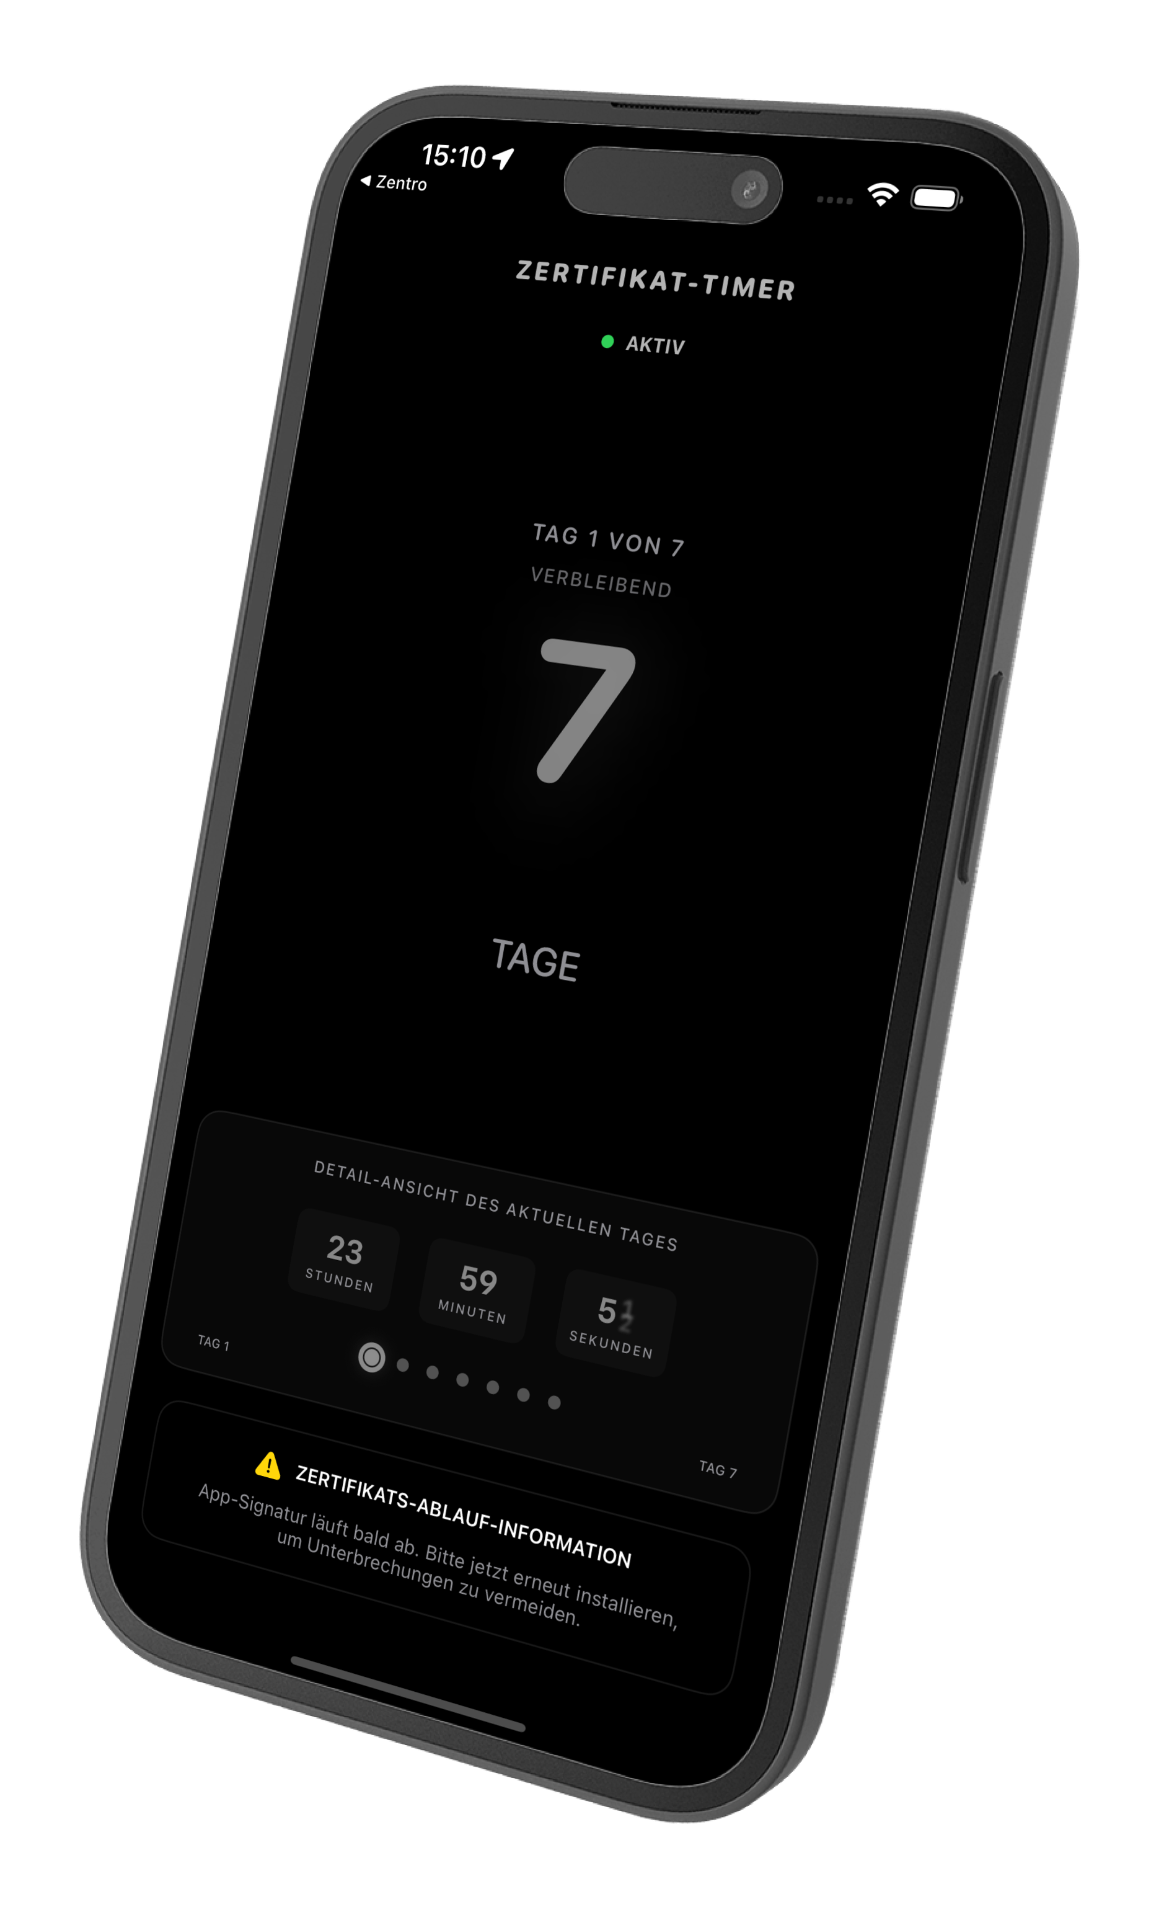 15:10
◀ Zentro
ZERTIFIKAT-TIMER
AKTIV
TAG 1 VON 7
VERBLEIBEND
7
TAGE
DETAIL-ANSICHT DES AKTUELLEN TAGES
23
STUNDEN
59
MINUTEN
5
SEKUNDEN
TAG 1
TAG 7
ZERTIFIKATS-ABLAUF-INFORMATION
App-Signatur läuft bald ab. Bitte jetzt erneut installieren,
um Unterbrechungen zu vermeiden.